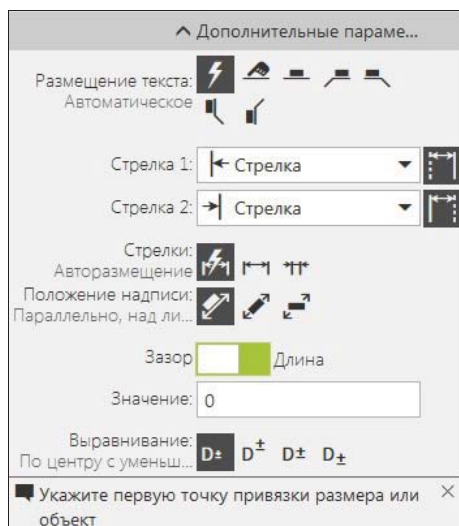 Дополнительные параме...
Размещение текста:
Автоматическое
Стрелка 1: Стрелка
Стрелка 2: Стрелка
Стрелки:
Авторазмещение
Положение надписи:
Параллельно, над ли...
Зазор Длина
Значение: 0
Выравнивание: D± D± D± D±
По центру с уменьш...
Укажите первую точку привязки размера или
объект